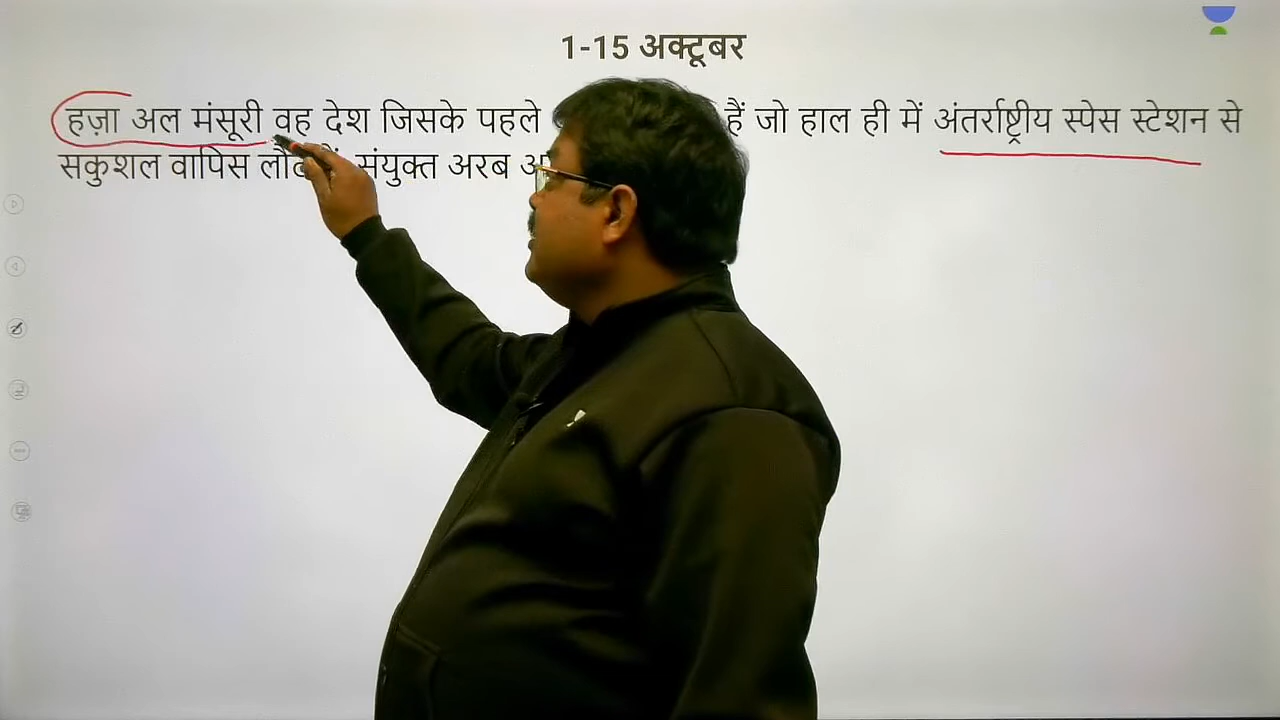 1-15 अक्टूबर
हज़ा अल मंसूरी वह देश जिसके पहले हैं जो हाल ही में अंतर्राष्ट्रीय स्पेस स्टेशन से
सकुशल वापिस संयुक्त अरब